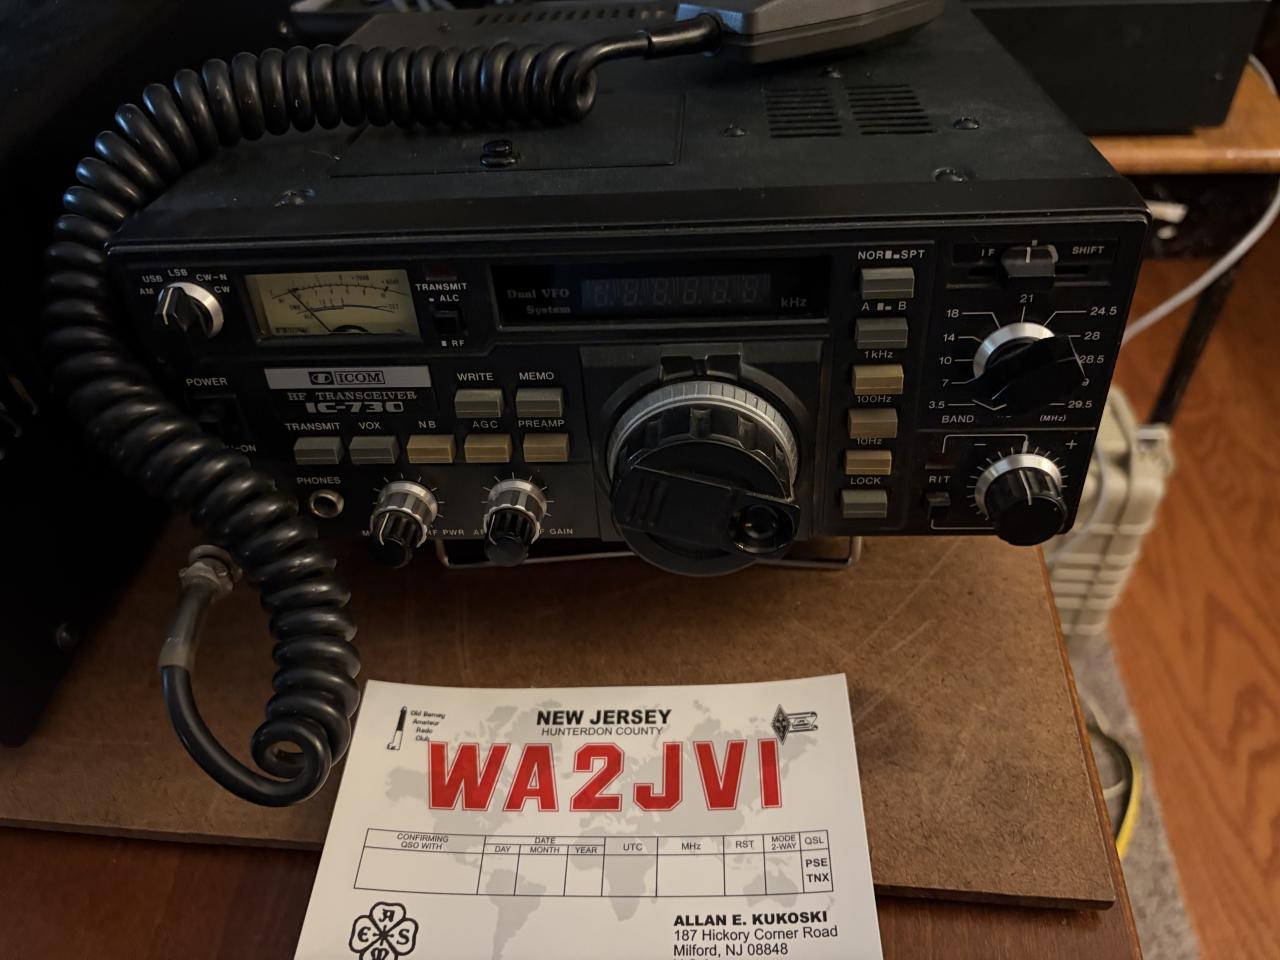 USB LSB CW-N
AM CW
TRANSMIT
ALC
RF
Dual VFO
System
kHz
NOR SPT
A B
1kHz
100Hz
10Hz
LOCK
IF SHIFT
21
18 24.5
14 28
10 28.5
7
3.5 29.5
BAND (MHz)
- +
RIT
POWER
ICOM
HF TRANSCEIVER
IC-730
WRITE MEMO
TRANSMIT VOX NB AGC PREAMP
PHONES
PWR GAIN
Old Barney
Amateur
Radio
Club
NEW JERSEY
HUNTERDON COUNTY
WA2JVI
CONFIRMING
QSO WITH
DATE
DAY MONTH YEAR
UTC
MHz
RST
MODE
2-WAY
QSL
PSE
TNX
ALLAN E. KUKOSKI
187 Hickory Corner Road
Milford, NJ 08848